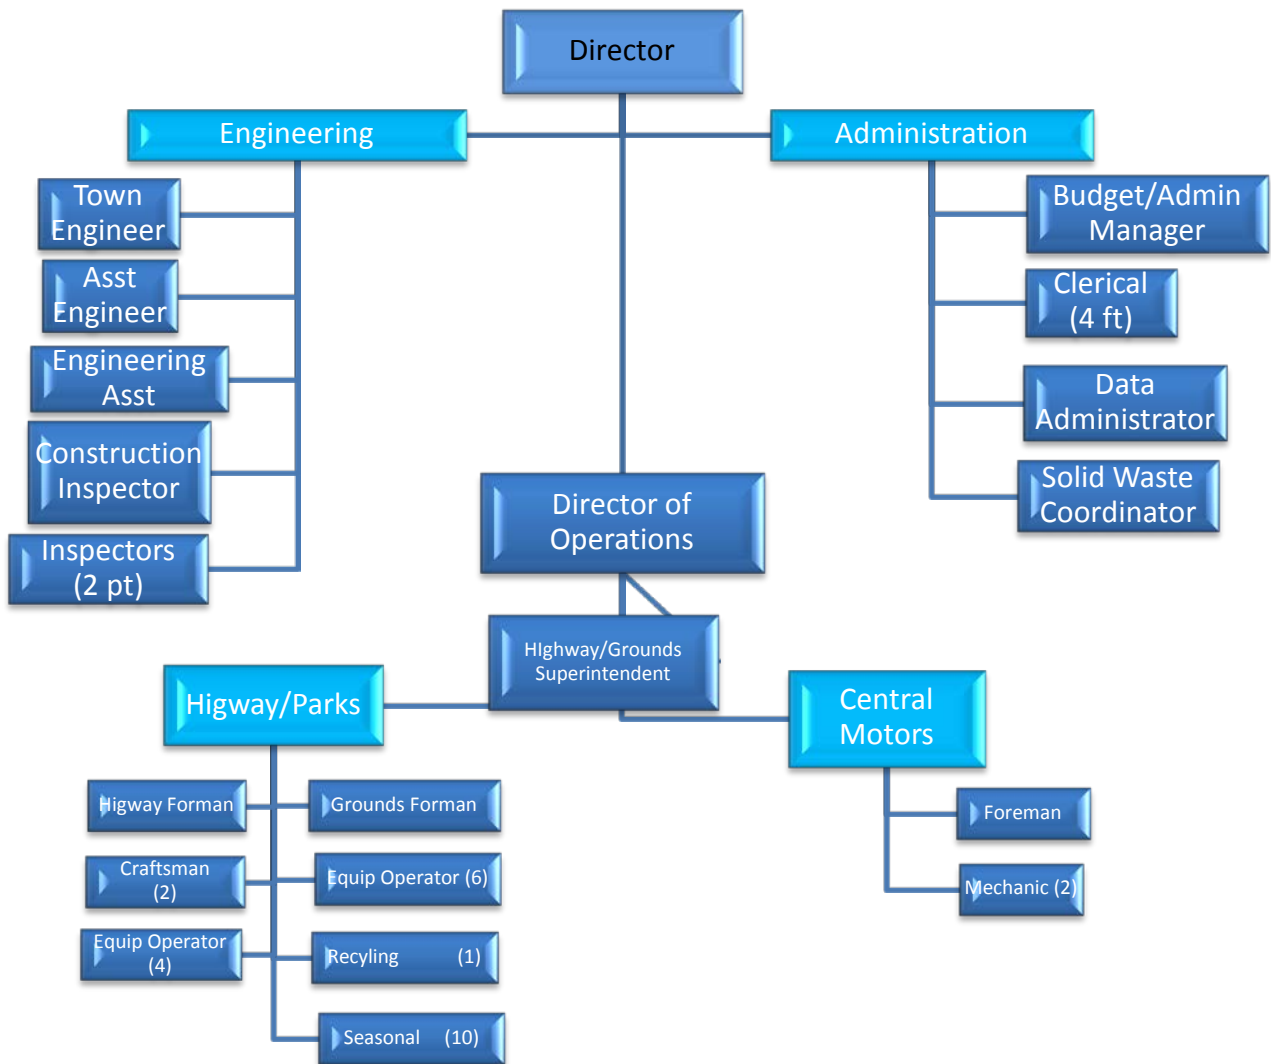 Director
Engineering
Administration
Town
Engineer
Asst
Engineer
Engineering
Asst
Construction
Inspector
Inspectors
(2 pt)
Budget/Admin
Manager
Clerical
(4 ft)
Data
Administrator
Solid Waste
Coordinator
Director of
Operations
HIghway/Grounds
Superintendent
Higway/Parks
Central
Motors
Higway Forman
Grounds Forman
Craftsman
(2)
Equip Operator (6)
Equip Operator
(4)
Recyling (1)
Seasonal (10)
Foreman
Mechanic (2)